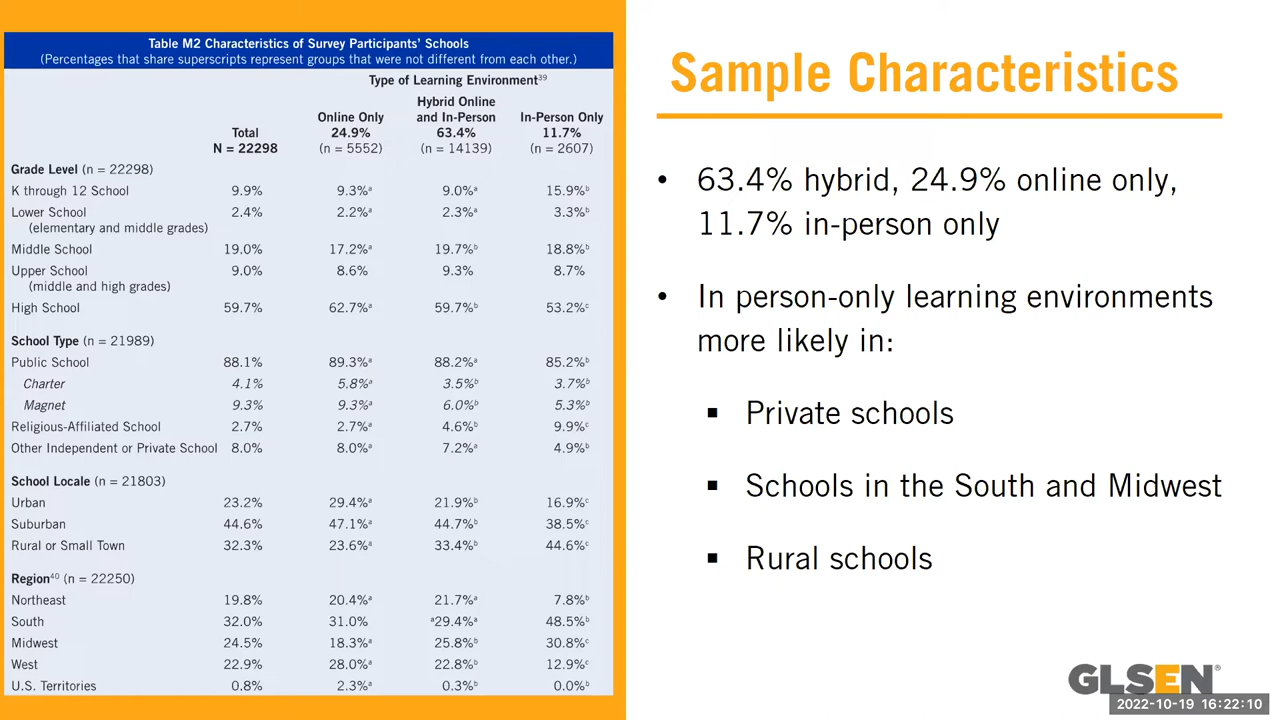 Table M2 Characteristics of Survey Participants' Schools
(Percentages that share superscripts represent groups that were not different from each other.)
Type of Learning Environment³⁹
Total N = 22298 | Online Only 24.9% (n = 5552) | Hybrid Online and In-Person 63.4% (n = 14139) | In-Person Only 11.7% (n = 2607)
Grade Level (n = 22298)
K through 12 School 9.9% 9.3%ᵃ 9.0%ᵃ 15.9%ᵇ
Lower School 2.4% 2.2%ᵃ 2.3%ᵃ 3.3%ᵇ
(elementary and middle grades)
Middle School 19.0% 17.2%ᵃ 19.7%ᵇ 18.8%ᵇ
Upper School 9.0% 8.6% 9.3% 8.7%
(middle and high grades)
High School 59.7% 62.7%ᵃ 59.7%ᵇ 53.2%ᶜ
School Type (n = 21989)
Public School 88.1% 89.3%ᵃ 88.2%ᵃ 85.2%ᵇ
Charter 4.1% 5.8%ᵃ 3.5%ᵇ 3.7%ᵇ
Magnet 9.3% 9.3%ᵃ 6.0%ᵇ 5.3%ᵇ
Religious-Affiliated School 2.7% 2.7%ᵃ 4.6%ᵇ 9.9%ᶜ
Other Independent or Private School 8.0% 8.0%ᵃ 7.2%ᵃ 4.9%ᵇ
School Locale (n = 21803)
Urban 23.2% 29.4%ᵃ 21.9%ᵇ 16.9%ᶜ
Suburban 44.6% 47.1%ᵃ 44.7%ᵇ 38.5%ᶜ
Rural or Small Town 32.3% 23.6%ᵃ 33.4%ᵇ 44.6%ᶜ
Region⁴⁰ (n = 22250)
Northeast 19.8% 20.4%ᵃ 21.7%ᵃ 7.8%ᵇ
South 32.0% 31.0% ᵃ29.4%ᵃ 48.5%ᵇ
Midwest 24.5% 18.3%ᵃ 25.8%ᵇ 30.8%ᶜ
West 22.9% 28.0%ᵃ 22.8%ᵇ 12.9%ᶜ
U.S. Territories 0.8% 2.3%ᵃ 0.3%ᵇ 0.0%ᵇ
Sample Characteristics
• 63.4% hybrid, 24.9% online only,
11.7% in-person only
• In person-only learning environments
more likely in:
▪ Private schools
▪ Schools in the South and Midwest
▪ Rural schools
GLSEN®
2022-10-19 16:22:10